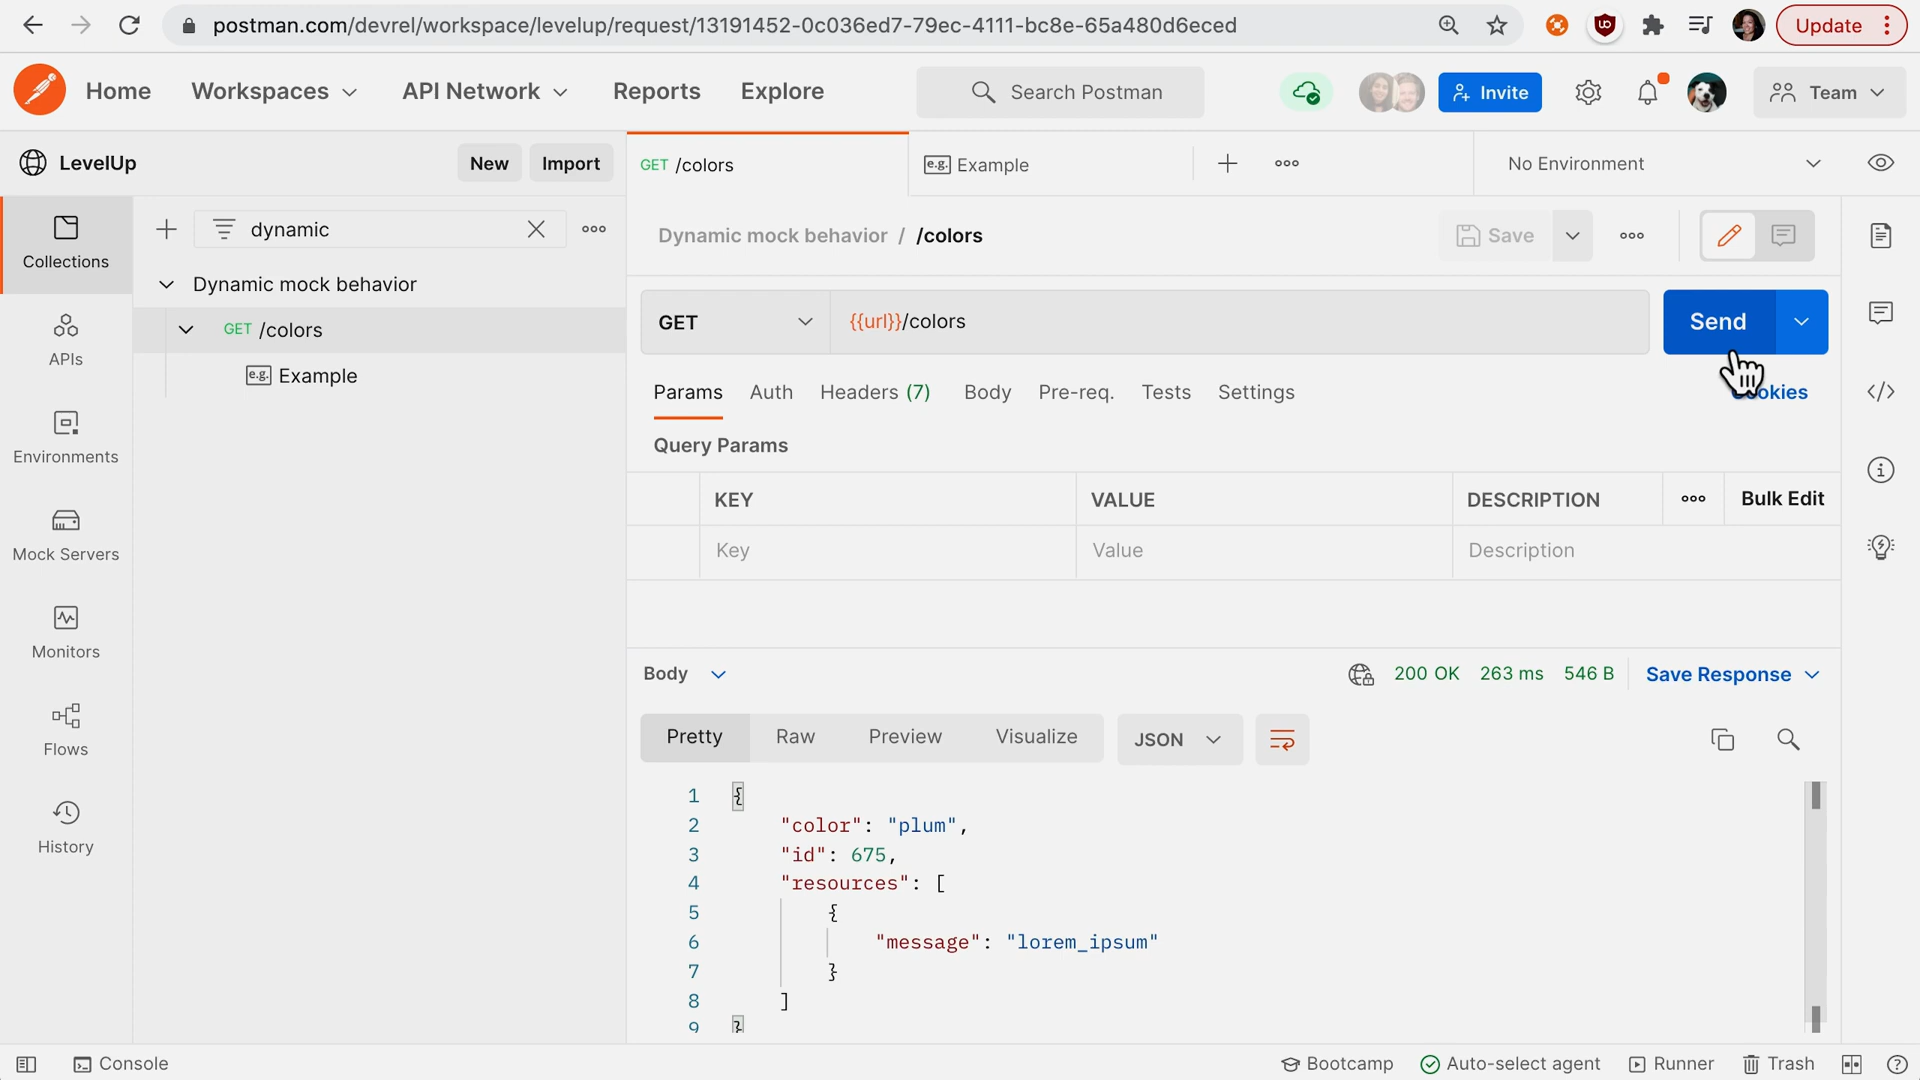 postman.com/devrel/workspace/levelup/request/13191452-0c036ed7-79ec-4111-bc8e-65a480d6eced
Update
Home
Workspaces
API Network
Reports
Explore
Search Postman
Invite
Team
LevelUp
New
Import
GET /colors
e.g. Example
No Environment
dynamic
Dynamic mock behavior / /colors
Save
Collections
Dynamic mock behavior
GET /colors
e.g. Example
APIs
Environments
Mock Servers
Monitors
Flows
History
GET
{{url}}/colors
Send
Params
Auth
Headers (7)
Body
Pre-req.
Tests
Settings
Query Params
KEY
VALUE
DESCRIPTION
Bulk Edit
Key
Value
Description
Body
200 OK
263 ms
546 B
Save Response
Pretty
Raw
Preview
Visualize
JSON
1 {
2 "color": "plum",
3 "id": 675,
4 "resources": [
5 {
6 "message": "lorem_ipsum"
7 }
8 ]
9 }
Console
Bootcamp
Auto-select agent
Runner
Trash